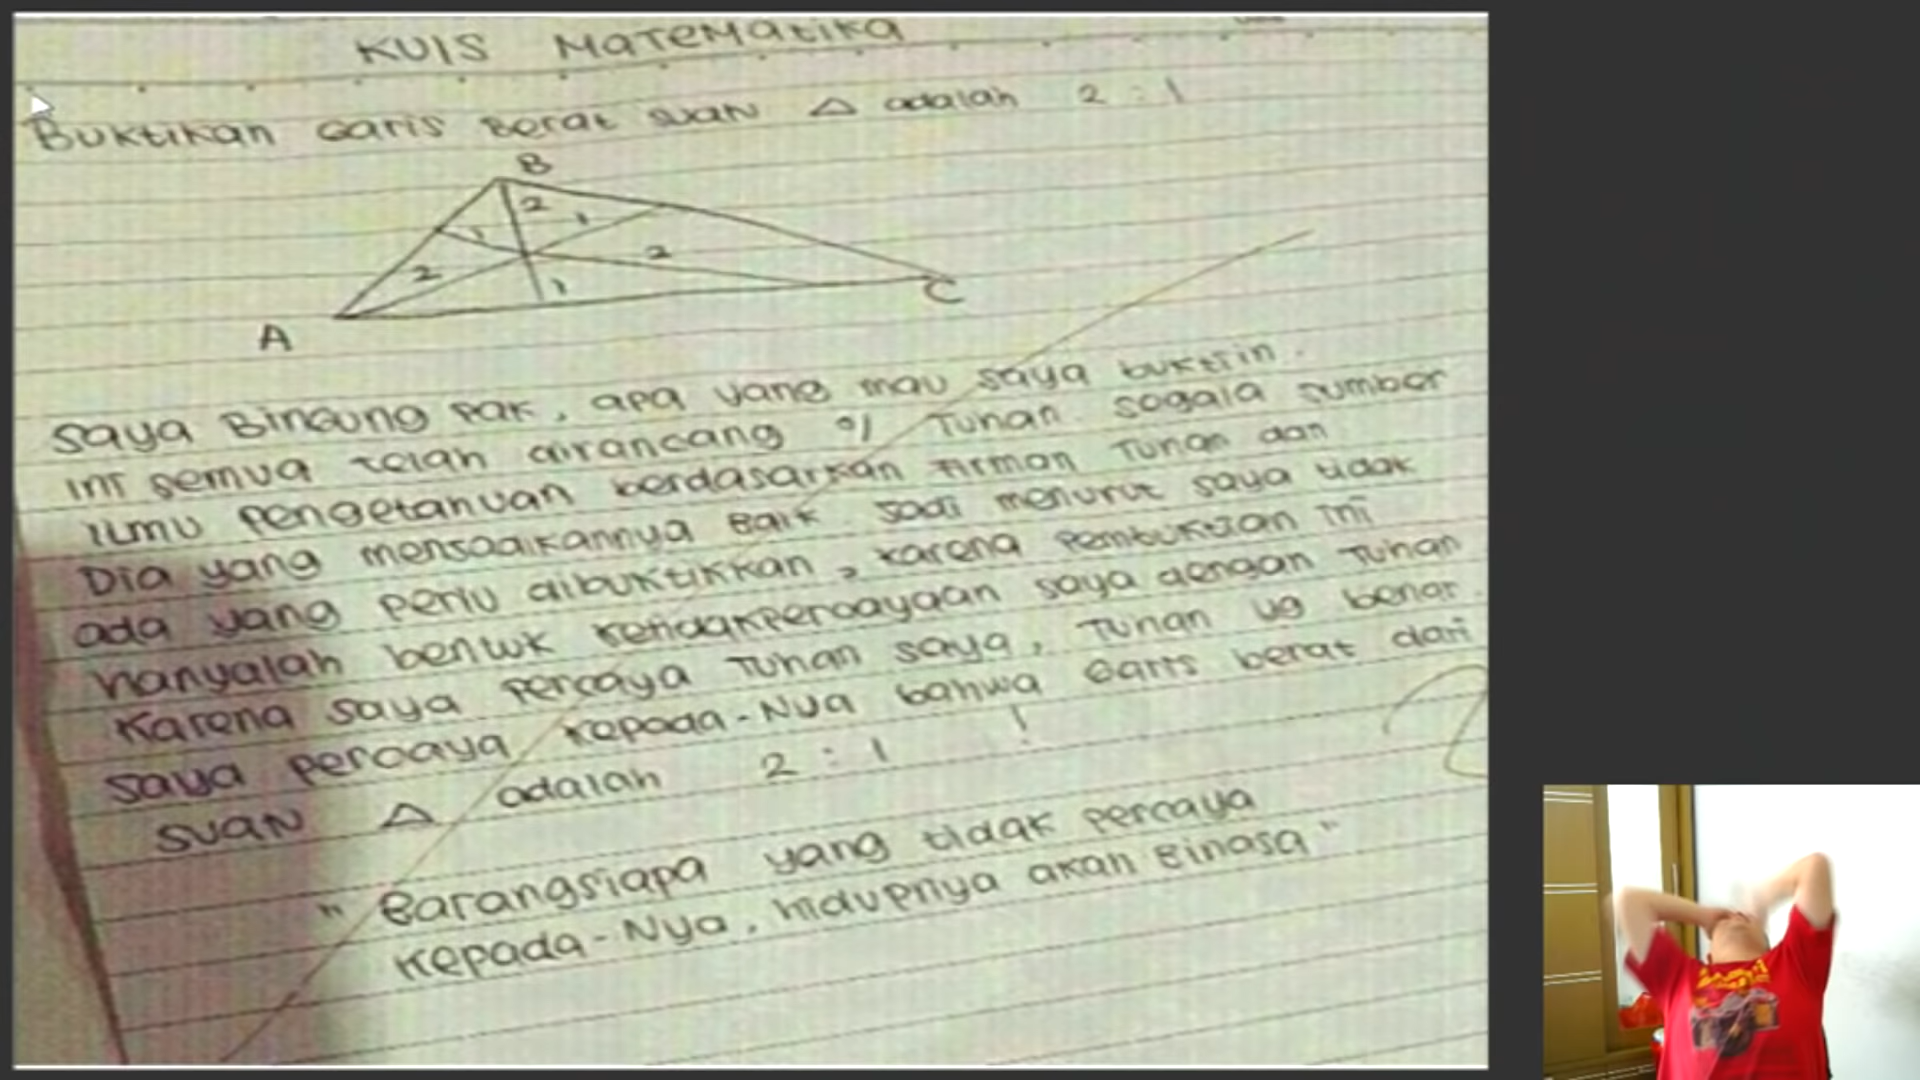 KUIS MATEMATIKA
Buktikan Garis Berat suatu △ adalah 2 : 1
B
2
1
1
2
2
1
C
A
Saya Bingung pak, apa yang mau saya buktiin.
Ini semua telah dirancang o/ Tuhan. Segala sumber
ilmu pengetahuan berdasarkan Firman Tuhan dan
Dia yang menjadikannya Baik. Jadi menurut saya tidak
ada yang perlu dibuktikkan, karena Pembuktian ini
hanyalah bentuk ketidakpercayaan saya dengan Tuhan
Karena saya percaya Tuhan saya, Tuhan yg benar.
Saya percaya kepada-Nya bahwa Garis berat dari
suatu △ adalah 2 : 1 !
" Barangsiapa yang tidak percaya
kepada-Nya, hidupnya akan Binasa "